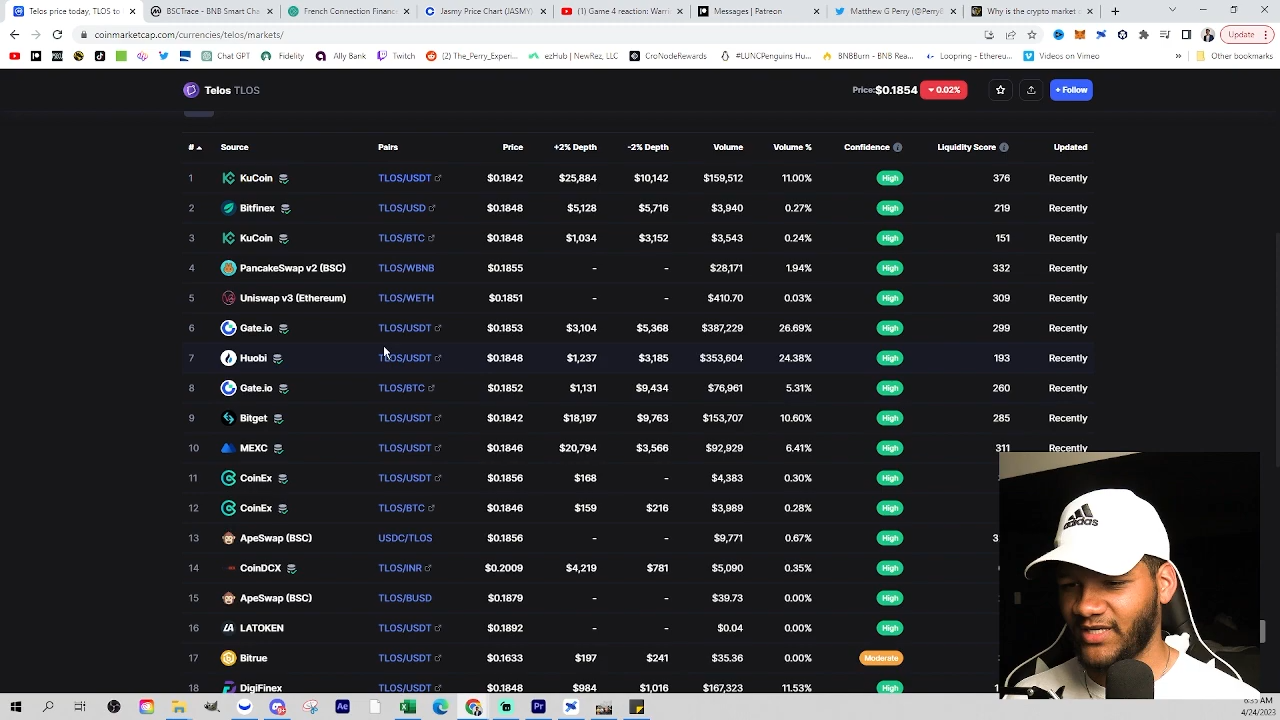 Telos price today, TLOS to
BSCTrace - BNB Smart Chai
French Connection Finance
Jasmy Price Chart (JASMY)
(1) Game 4 reaction: Warri
Messages | Patreon
Matthew G Perry (@Perry
Why is the crypto market
coinmarketcap.com/currencies/telos/markets/
Update
Chat GPT
Fidelity
Ally Bank
Twitch
(2) (The_Perry_Exper...
eHub | NewRez, LLC
CroNodeRewards
#LUNCPenguins Hu...
BNBBurn - BNB Rea...
Loopring - Ethereu...
Videos on Vimeo
Other bookmarks
Telos TLOS
Price:$0.1854
0.02%
+ Follow
# Source Pairs Price +2% Depth -2% Depth Volume Volume % Confidence Liquidity Score Updated
1 KuCoin TLOS/USDT $0.1842 $25,884 $10,142 $159,512 11.00% High 376 Recently
2 Bitfinex TLOS/USD $0.1848 $5,128 $5,716 $3,940 0.27% High 219 Recently
3 KuCoin TLOS/BTC $0.1848 $1,034 $3,152 $3,543 0.24% High 151 Recently
4 PancakeSwap v2 (BSC) TLOS/WBNB $0.1855 - - $28,171 1.94% High 332 Recently
5 Uniswap v3 (Ethereum) TLOS/WETH $0.1851 - - $410.70 0.03% High 309 Recently
6 Gate.io TLOS/USDT $0.1853 $3,104 $5,368 $387,229 26.69% High 299 Recently
7 Huobi TLOS/USDT $0.1848 $1,237 $3,185 $353,604 24.38% High 193 Recently
8 Gate.io TLOS/BTC $0.1852 $1,131 $9,434 $76,961 5.31% High 260 Recently
9 Bitget TLOS/USDT $0.1842 $18,197 $9,763 $153,707 10.60% High 285 Recently
10 MEXC TLOS/USDT $0.1846 $20,794 $3,566 $92,929 6.41% High 311 Recently
11 CoinEx TLOS/USDT $0.1856 $168 - $4,383 0.30% High
12 CoinEx TLOS/BTC $0.1846 $159 $216 $3,989 0.28% High
13 ApeSwap (BSC) USDC/TLOS $0.1856 - - $9,771 0.67% High
14 CoinDCX TLOS/INR $0.2009 $4,219 $781 $5,090 0.35% High
15 ApeSwap (BSC) TLOS/BUSD $0.1879 - - $39.73 0.00% High
16 LATOKEN TLOS/USDT $0.1892 - - $0.04 0.00% High
17 Bitrue TLOS/USDT $0.1633 $197 $241 $35.36 0.00% Moderate
18 DigiFinex TLOS/USDT $0.1848 $984 $1,016 $167,323 11.53% High
adidas
6:35 AM
4/24/2023